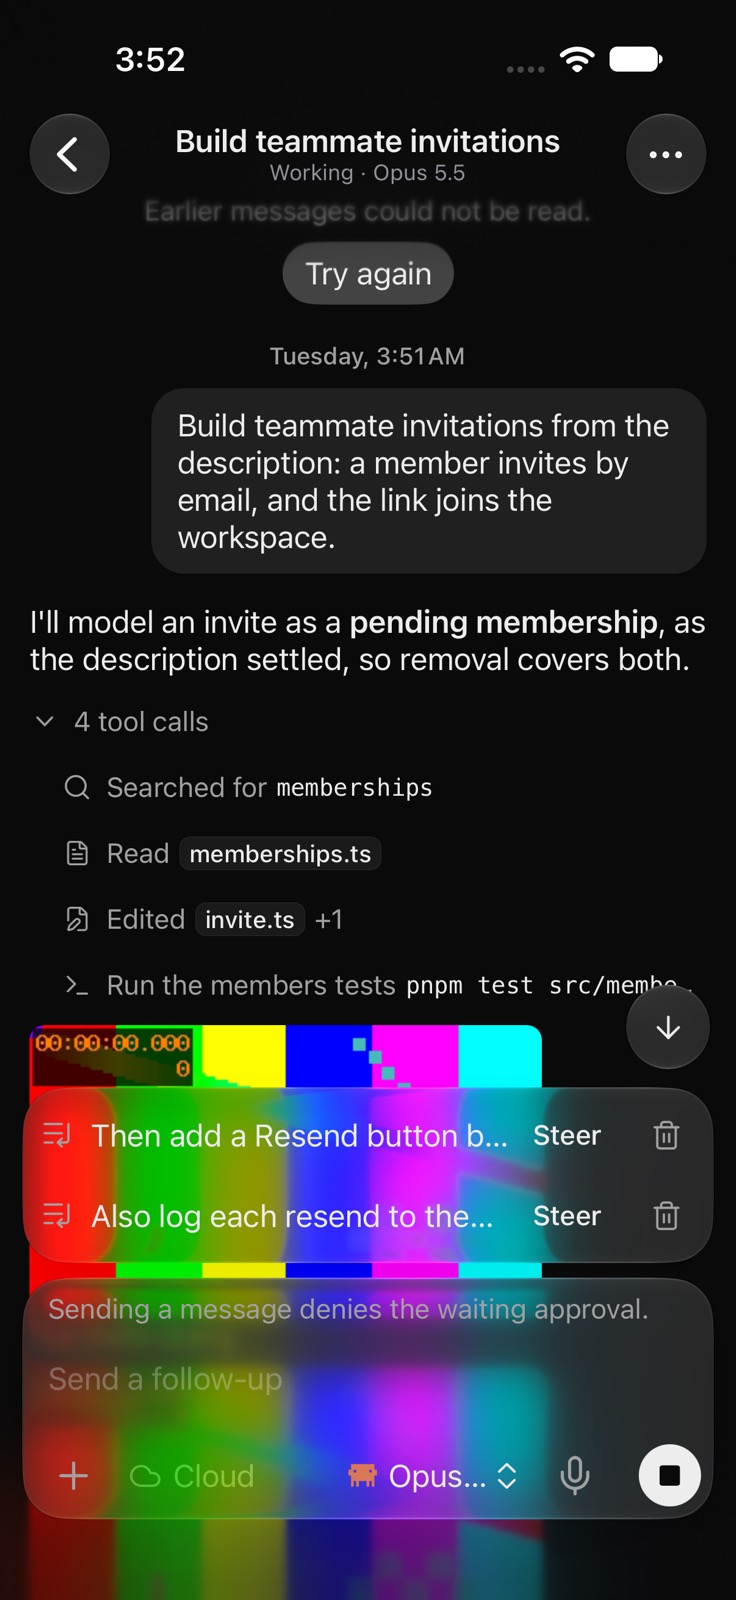 3:52
Build teammate invitations
Working · Opus 5.5
Earlier messages could not be read.
Try again
Tuesday, 3:51 AM
Build teammate invitations from the
description: a member invites by
email, and the link joins the
workspace.
I'll model an invite as a pending membership, as
the description settled, so removal covers both.
4 tool calls
Searched for memberships
Read memberships.ts
Edited invite.ts +1
Run the members tests pnpm test src/membe…
00:00:00.000
0
Then add a Resend button b... Steer
Also log each resend to the... Steer
Sending a message denies the waiting approval.
Send a follow-up
Cloud Opus...